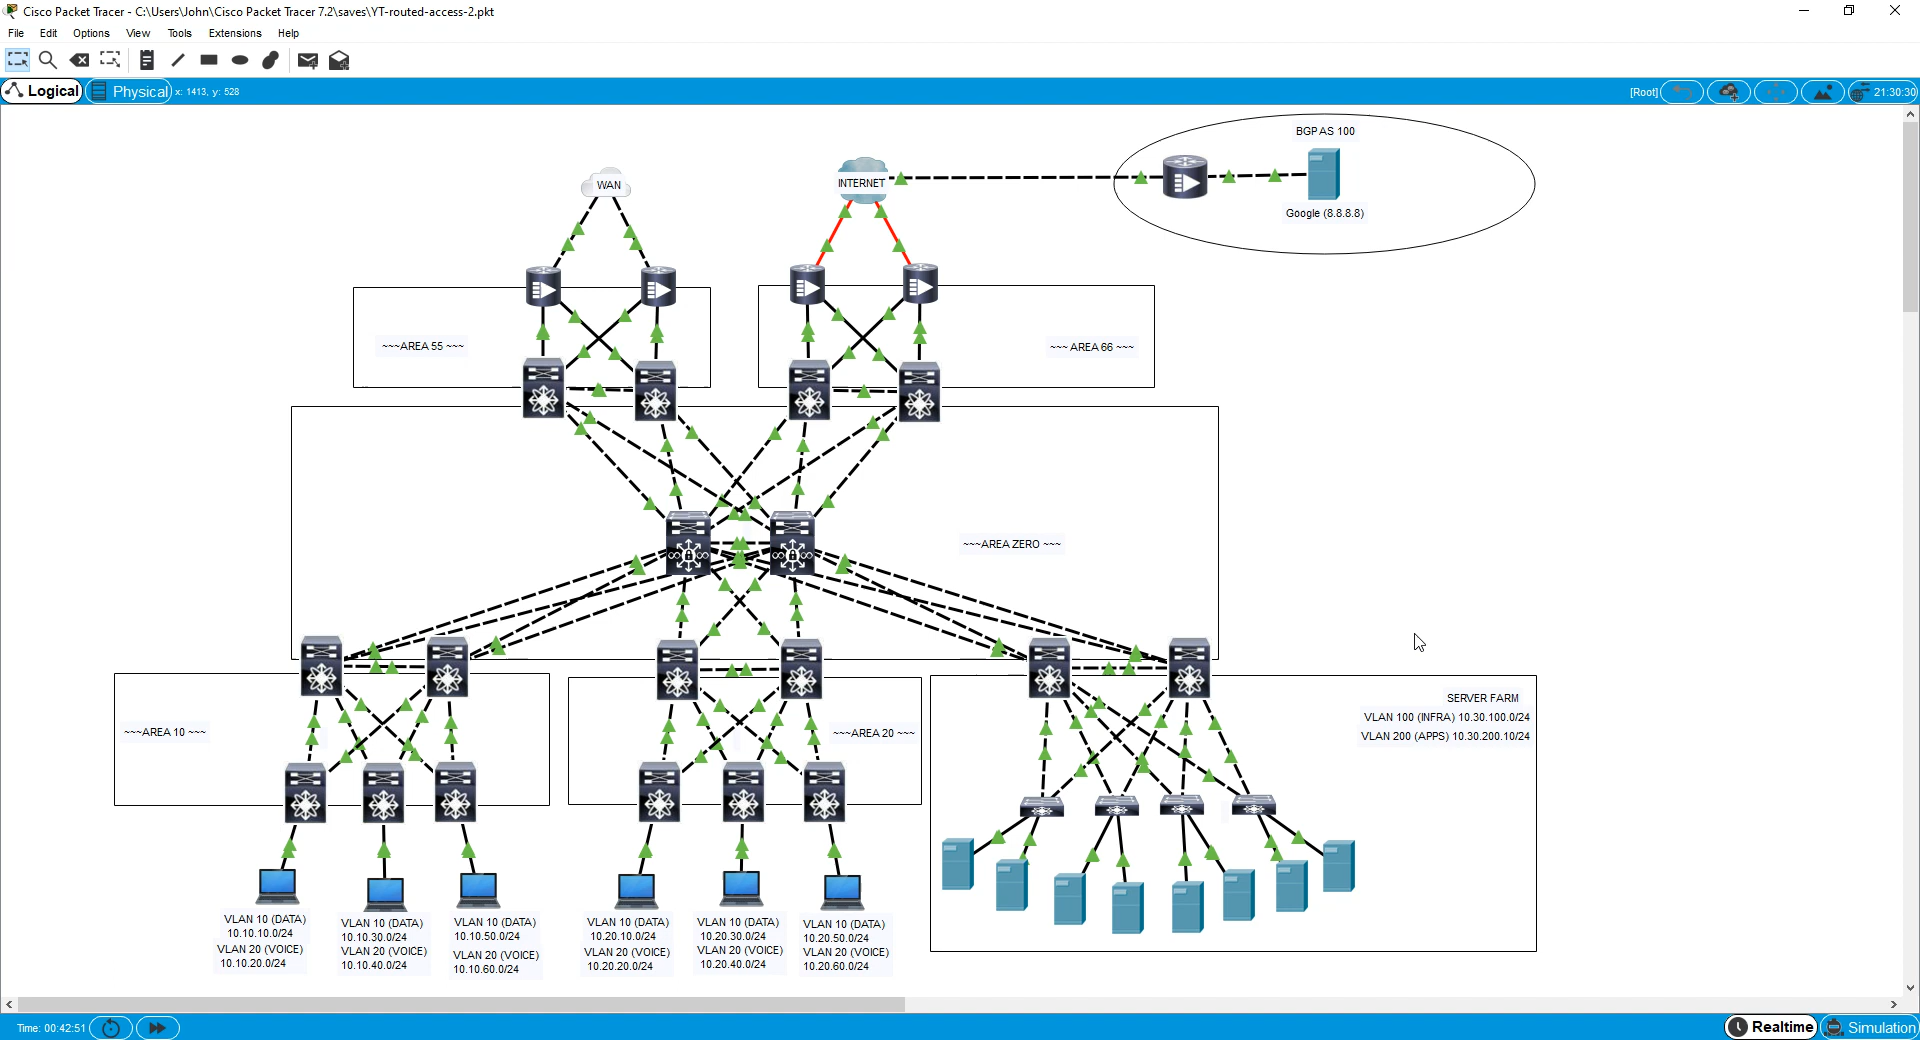 Cisco Packet Tracer - C:\Users\John\Cisco Packet Tracer 7.2\saves\YT-routed-access-2.pkt
File Edit Options View Tools Extensions Help
Logical Physical x: 1413, y: 528 [Root] 21:30:30
BGP AS 100
WAN
INTERNET
Google (8.8.8.8)
~~~AREA 55 ~~~
~~~ AREA 66 ~~~
~~~AREA ZERO ~~~
SERVER FARM
VLAN 100 (INFRA) 10.30.100.0/24
VLAN 200 (APPS) 10.30.200.10/24
~~~AREA 10 ~~~
~~~AREA 20 ~~~
VLAN 10 (DATA)
10.10.10.0/24
VLAN 20 (VOICE)
10.10.20.0/24
VLAN 10 (DATA)
10.10.30.0/24
VLAN 20 (VOICE)
10.10.40.0/24
VLAN 10 (DATA)
10.10.50.0/24
VLAN 20 (VOICE)
10.10.60.0/24
VLAN 10 (DATA)
10.20.10.0/24
VLAN 20 (VOICE)
10.20.20.0/24
VLAN 10 (DATA)
10.20.30.0/24
VLAN 20 (VOICE)
10.20.40.0/24
VLAN 10 (DATA)
10.20.50.0/24
VLAN 20 (VOICE)
10.20.60.0/24
Time: 00:42:51 Realtime Simulation